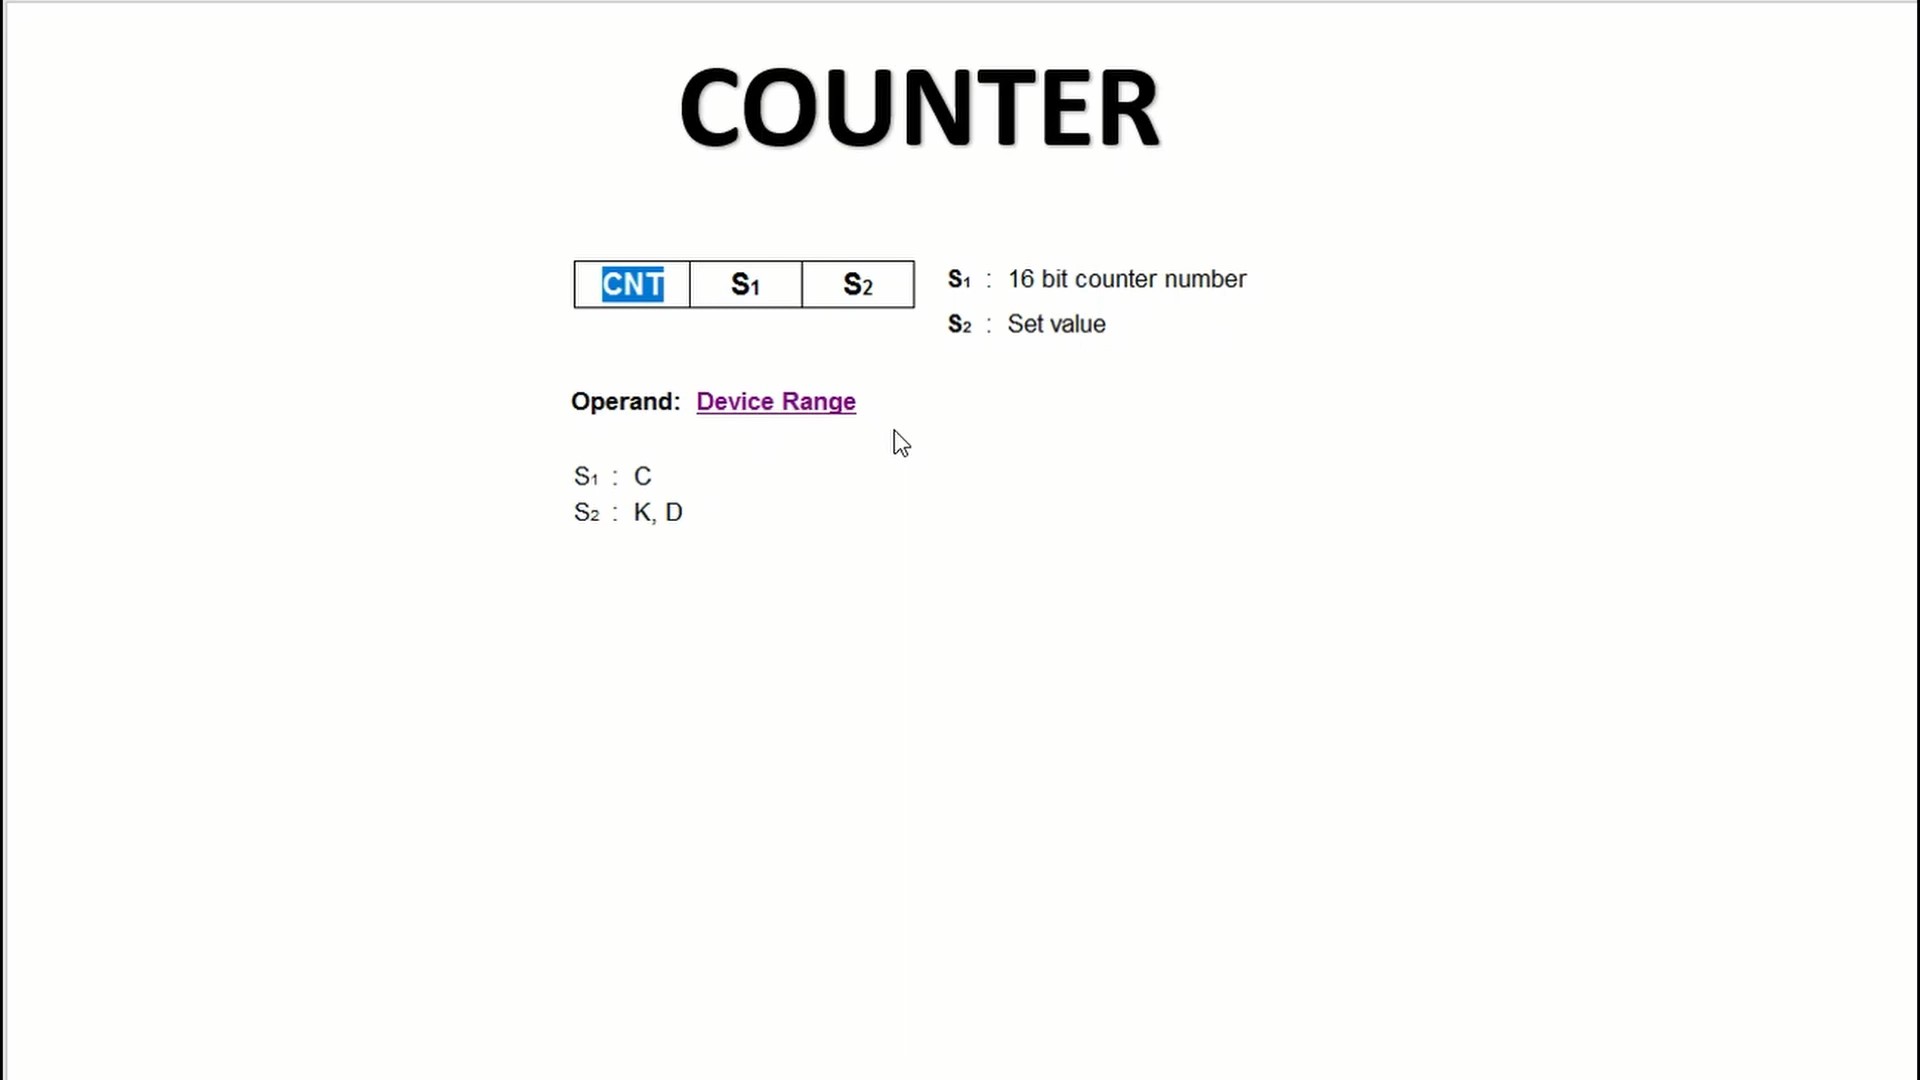 COUNTER
CNT S1 S2 S1 : 16 bit counter number
S2 : Set value
Operand: Device Range
S1 : C
S2 : K, D